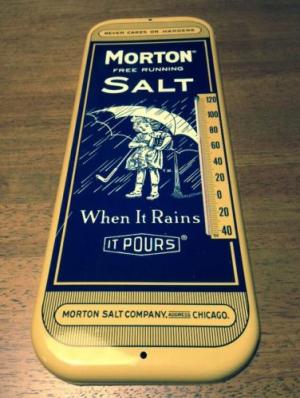 NEVER CAKES OR HARDENS
MORTON
FREE RUNNING
SALT
120
100
80
60
40
20
0
20
40
When It Rains
IT POURS®
MORTON SALT COMPANY, ADDRESS CHICAGO.